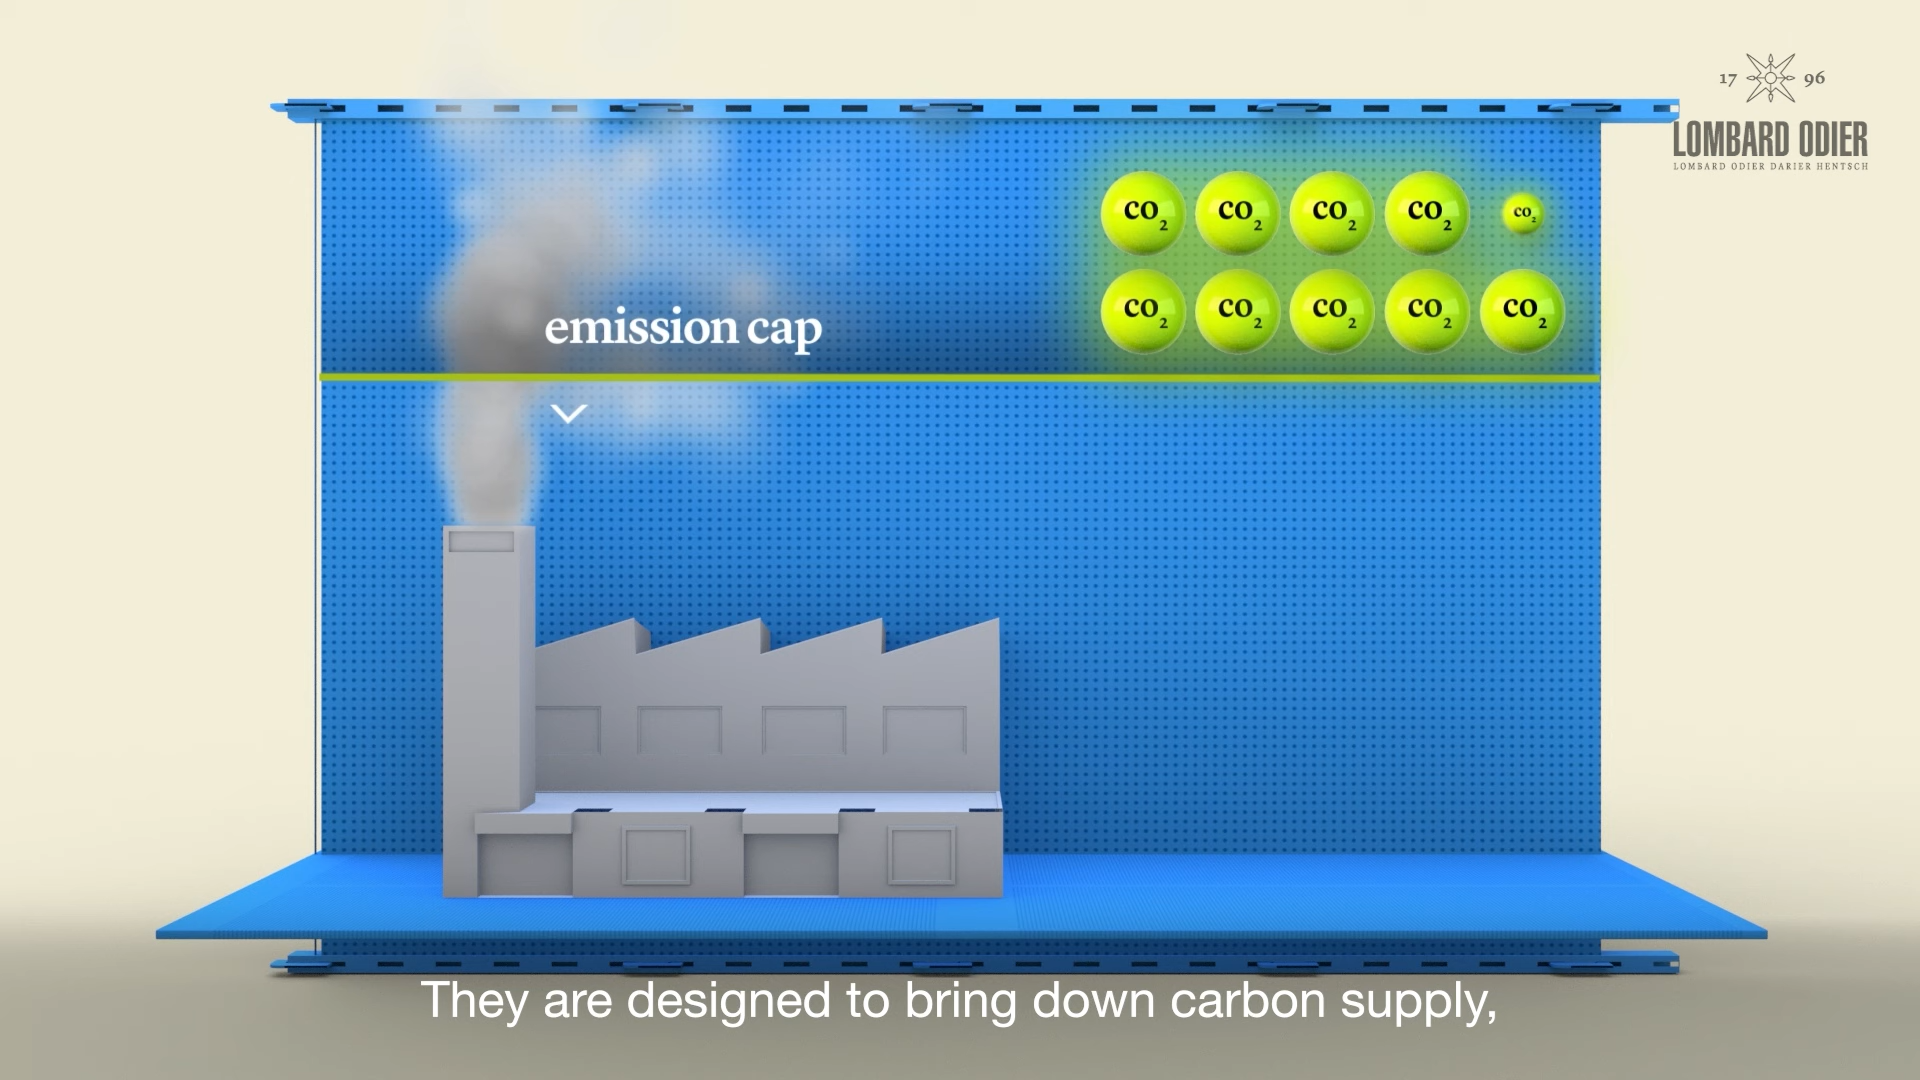 17 96
LOMBARD ODIER
LOMBARD ODIER DARIER HENTSCH
CO2 CO2 CO2 CO2 CO2
CO2 CO2 CO2 CO2 CO2
emission cap
They are designed to bring down carbon supply,